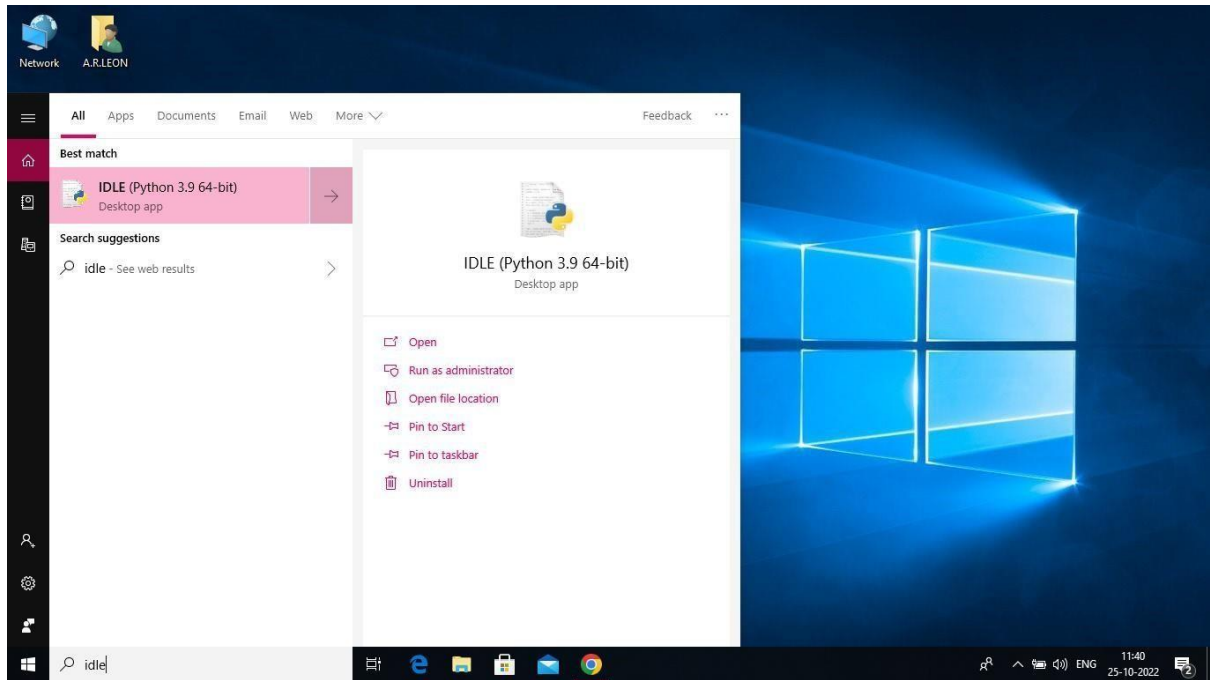 Network
A.R.LEON
All Apps Documents Email Web More Feedback ...
Best match
IDLE (Python 3.9 64-bit)
Desktop app
Search suggestions
idle - See web results
IDLE (Python 3.9 64-bit)
Desktop app
Open
Run as administrator
Open file location
Pin to Start
Pin to taskbar
Uninstall
idle
ENG
11:40
25-10-2022
2